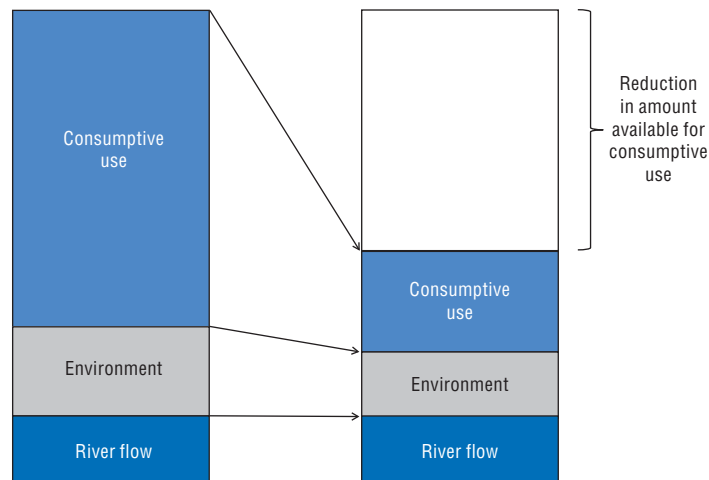 Consumptive
use
Environment
River flow
Consumptive
use
Environment
River flow
Reduction
in amount
available for
consumptive
use